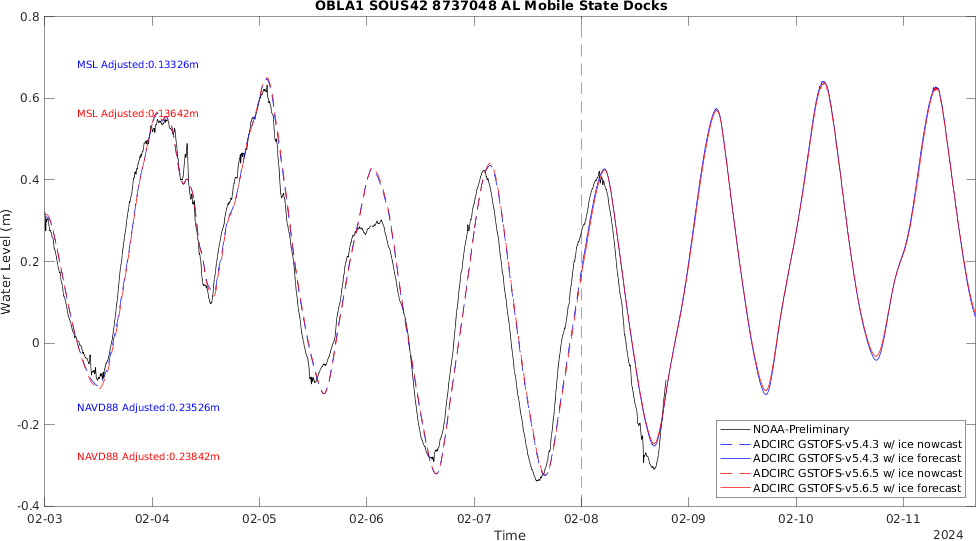 OBLA1 SOUS42 8737048 AL Mobile State Docks
0.8
0.6
0.4
0.2
0
-0.2
-0.4
Water Level (m)
MSL Adjusted:0.13326m
MSL Adjusted:0.13642m
NAVD88 Adjusted:0.23526m
NAVD88 Adjusted:0.23842m
NOAA-Preliminary
ADCIRC GSTOFS-v5.4.3 w/ ice nowcast
ADCIRC GSTOFS-v5.4.3 w/ ice forecast
ADCIRC GSTOFS-v5.6.5 w/ ice nowcast
ADCIRC GSTOFS-v5.6.5 w/ ice forecast
02-03 02-04 02-05 02-06 02-07 02-08 02-09 02-10 02-11
Time
2024